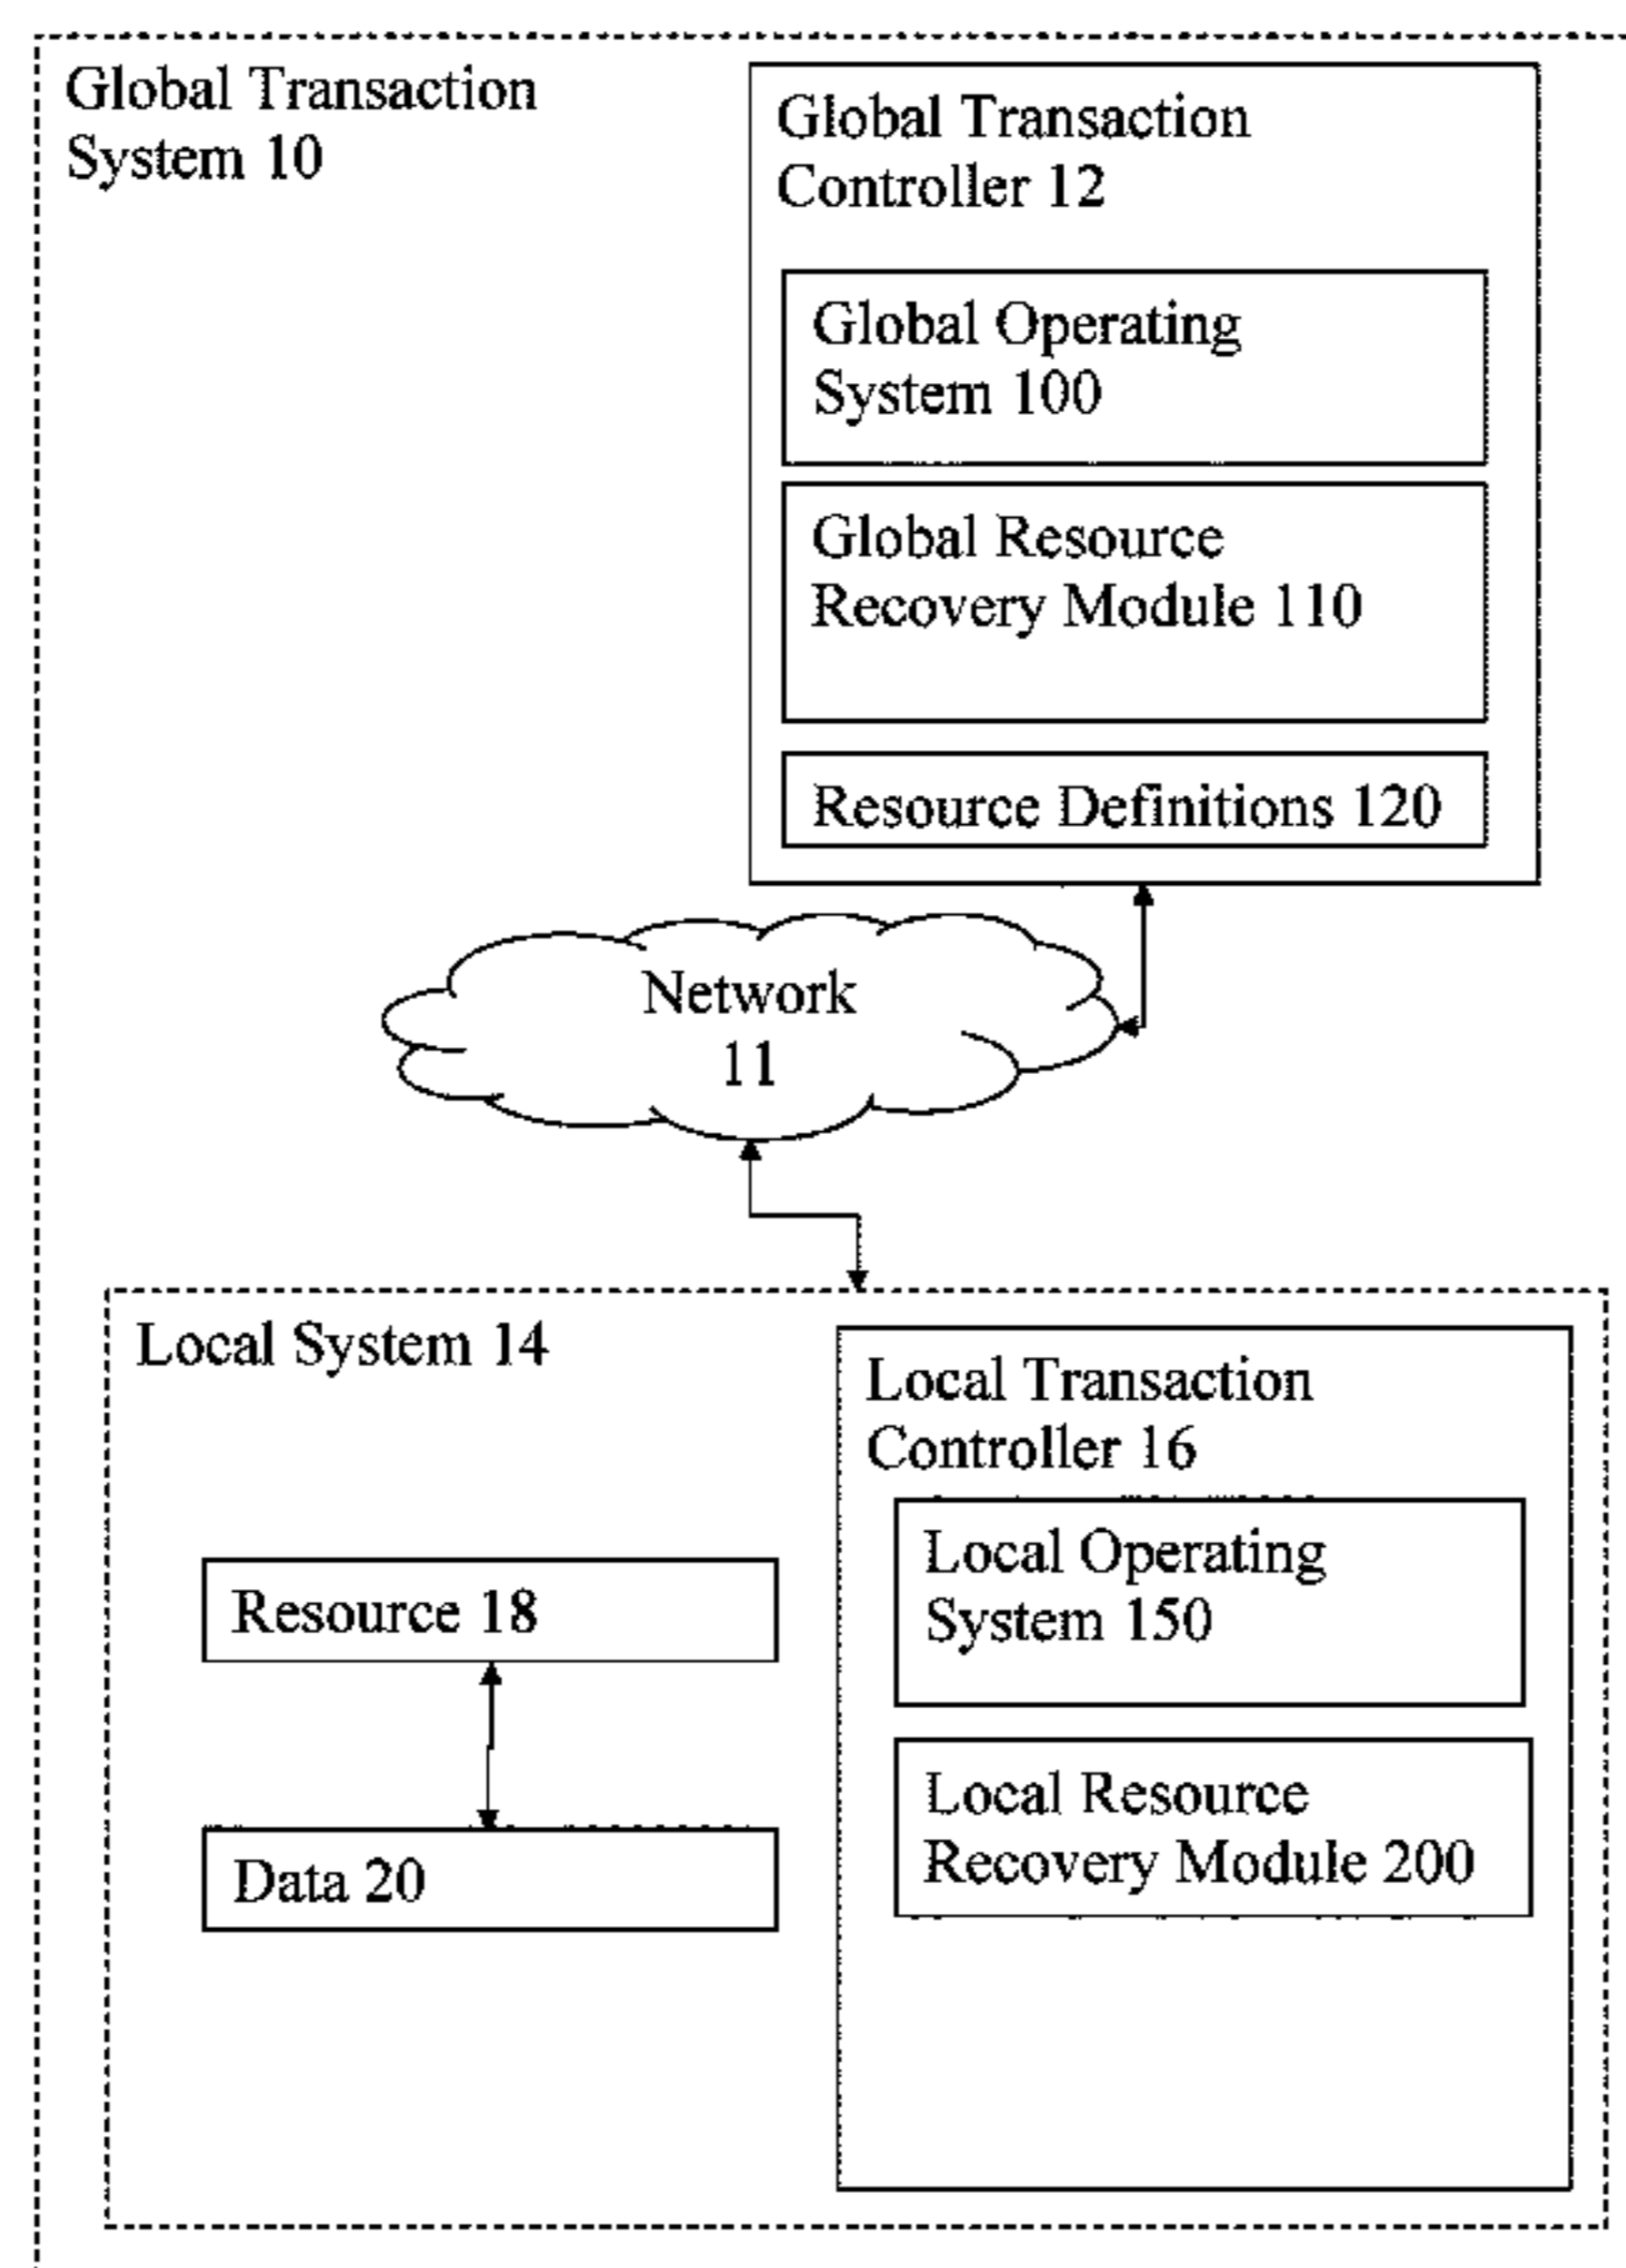 Global Transaction
System 10
Global Transaction
Controller 12
Global Operating
System 100
Global Resource
Recovery Module 110
Resource Definitions 120
Network
11
Local System 14
Local Transaction
Controller 16
Local Operating
System 150
Resource 18
Local Resource
Recovery Module 200
Data 20